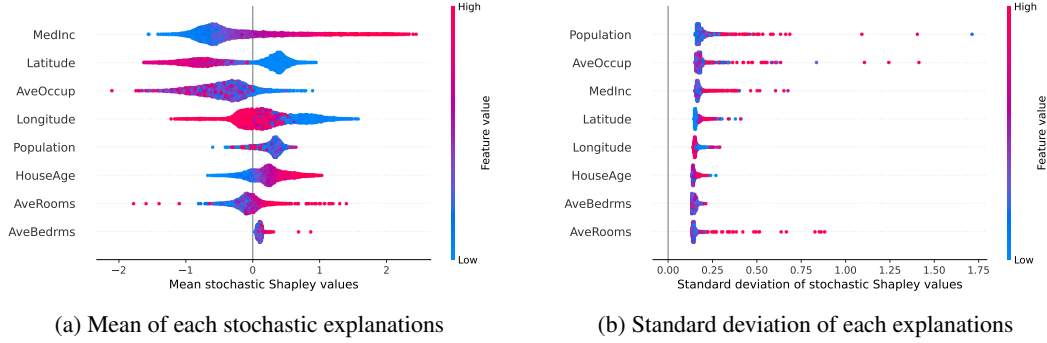 High
MedInc
Latitude
AveOccup
Longitude
Population
HouseAge
AveRooms
AveBedrms
Feature value
Low
−2
−1
0
1
2
Mean stochastic Shapley values
(a) Mean of each stochastic explanations
High
Population
AveOccup
MedInc
Latitude
Longitude
HouseAge
AveBedrms
AveRooms
Feature value
Low
0.00
0.25
0.50
0.75
1.00
1.25
1.50
1.75
Standard deviation of stochastic Shapley values
(b) Standard deviation of each explanations